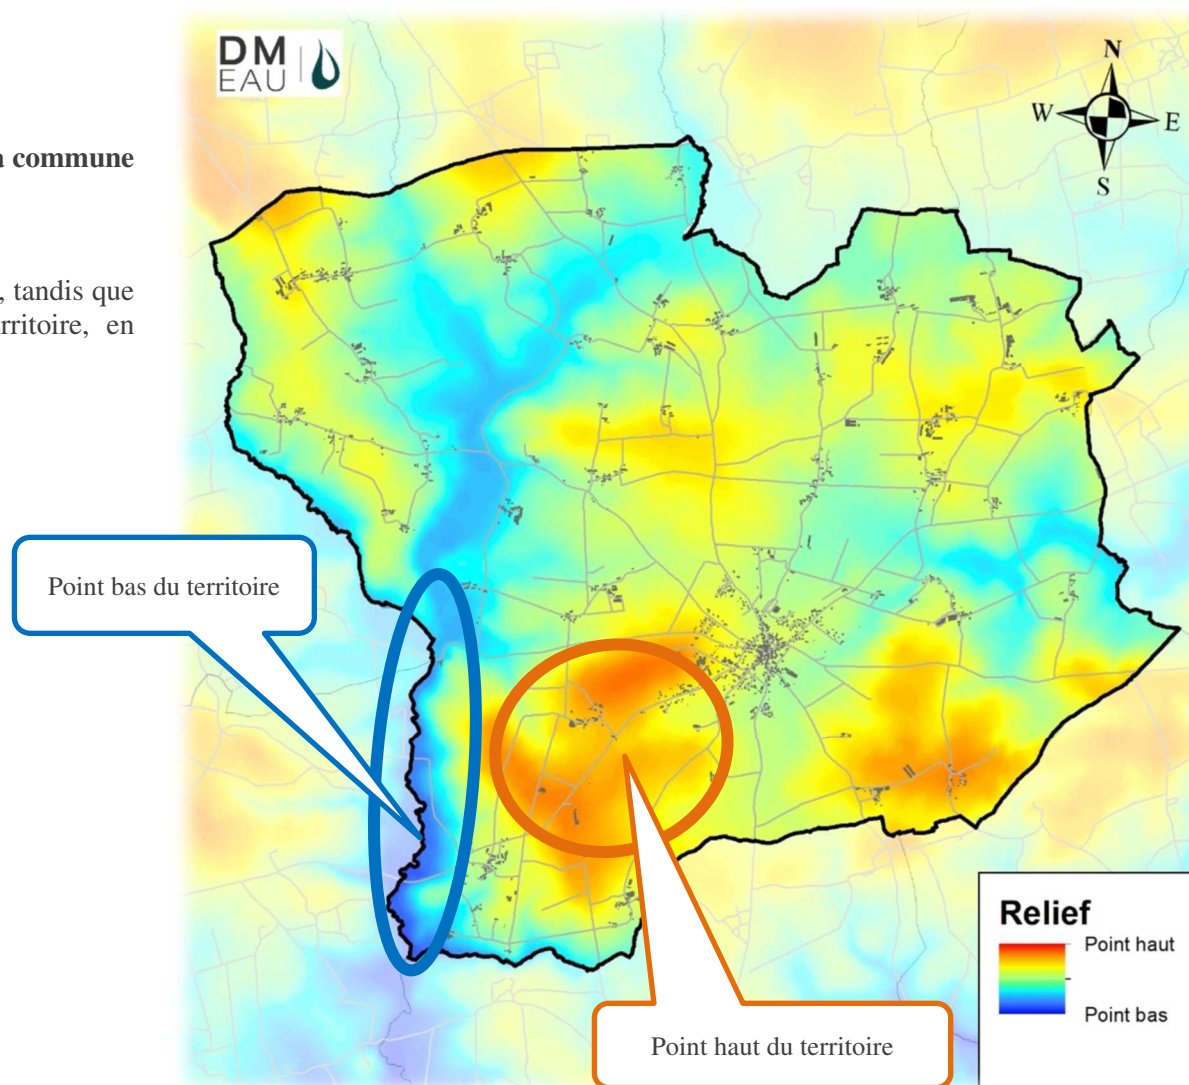 DM
EAU
N
W
E
S
a commune
, tandis que
erritoire, en
Point bas du territoire
Relief
Point haut
Point bas
Point haut du territoire